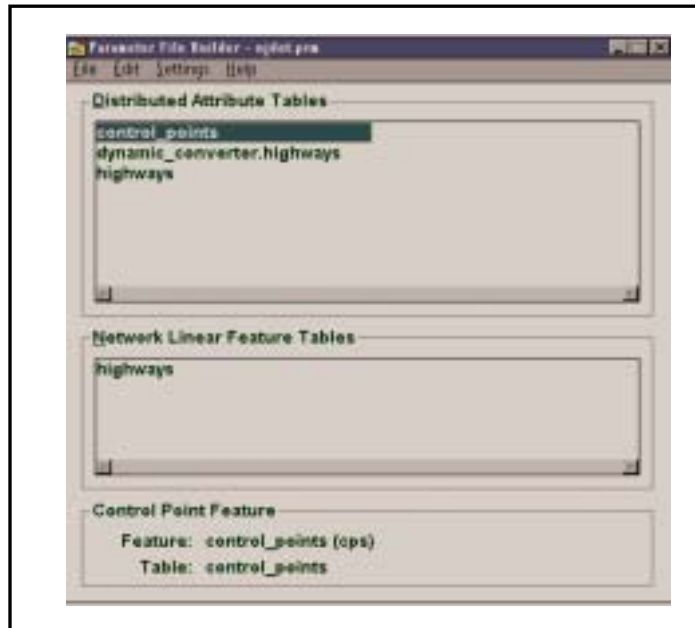 Parameter File Builder - njdot.prm
File Edit Settings Help
Distributed Attribute Tables
control_points
dynamic_converter.highways
highways
Network Linear Feature Tables
highways
Control Point Feature
Feature: control_points (cps)
Table: control_points